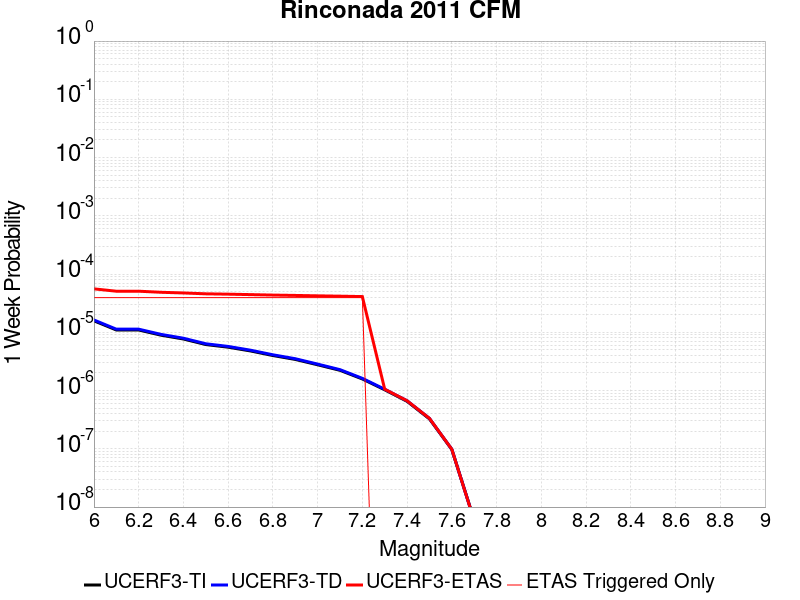 Rinconada 2011 CFM
1 Week Probability
10^0
10^-1
10^-2
10^-3
10^-4
10^-5
10^-6
10^-7
10^-8
6 6.2 6.4 6.6 6.8 7 7.2 7.4 7.6 7.8 8 8.2 8.4 8.6 8.8 9
Magnitude
UCERF3-TI UCERF3-TD UCERF3-ETAS ETAS Triggered Only